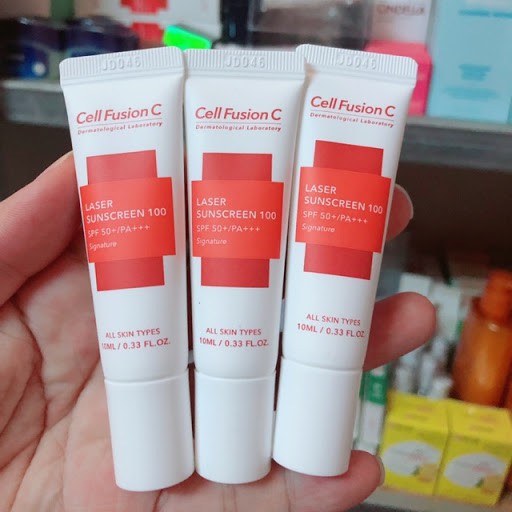 JD046
Cell Fusion C
Dermatological Laboratory
LASER
SUNSCREEN 100
SPF 50+/PA+++
Signature
ALL SKIN TYPES
10ML / 0.33 FL.OZ.
JD046
Cell Fusion C
Dermatological Laboratory
LASER
SUNSCREEN 100
SPF 50+/PA+++
Signature
ALL SKIN TYPES
10ML / 0.33 FL.OZ.
JD046
Cell Fusion C
Dermatological Laboratory
LASER
SUNSCREEN 100
SPF 50+/PA+++
Signature
ALL SKIN TYPES
10ML / 0.33 FL.OZ.